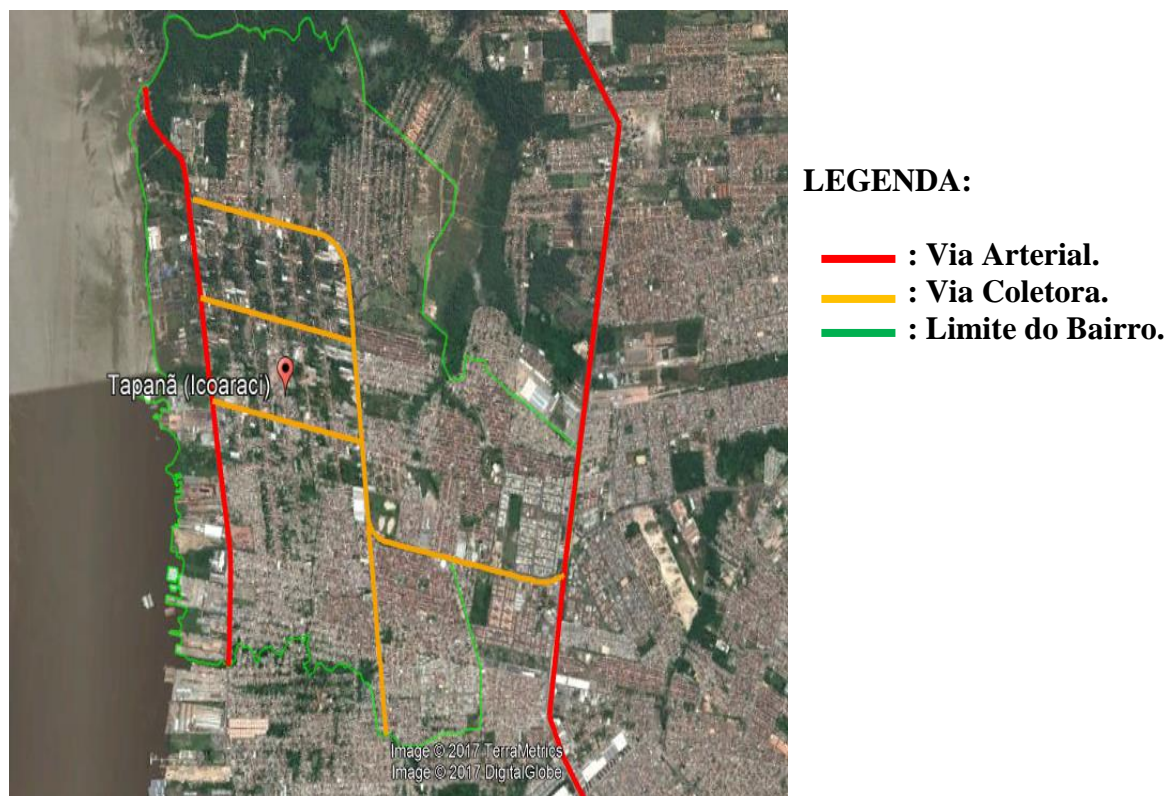 Tapanã (Icoaraci)
Image © 2017 TerraMetrics
Image © 2017 DigitalGlobe
LEGENDA:
: Via Arterial.
: Via Coletora.
: Limite do Bairro.